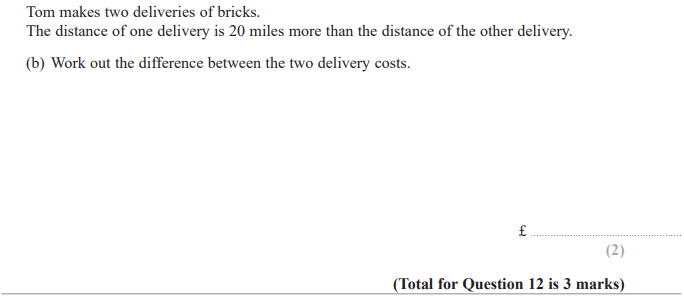 Tom makes two deliveries of bricks.
The distance of one delivery is 20 miles more than the distance of the other delivery.
(b) Work out the difference between the two delivery costs.
£ ........................................................
(2)
(Total for Question 12 is 3 marks)